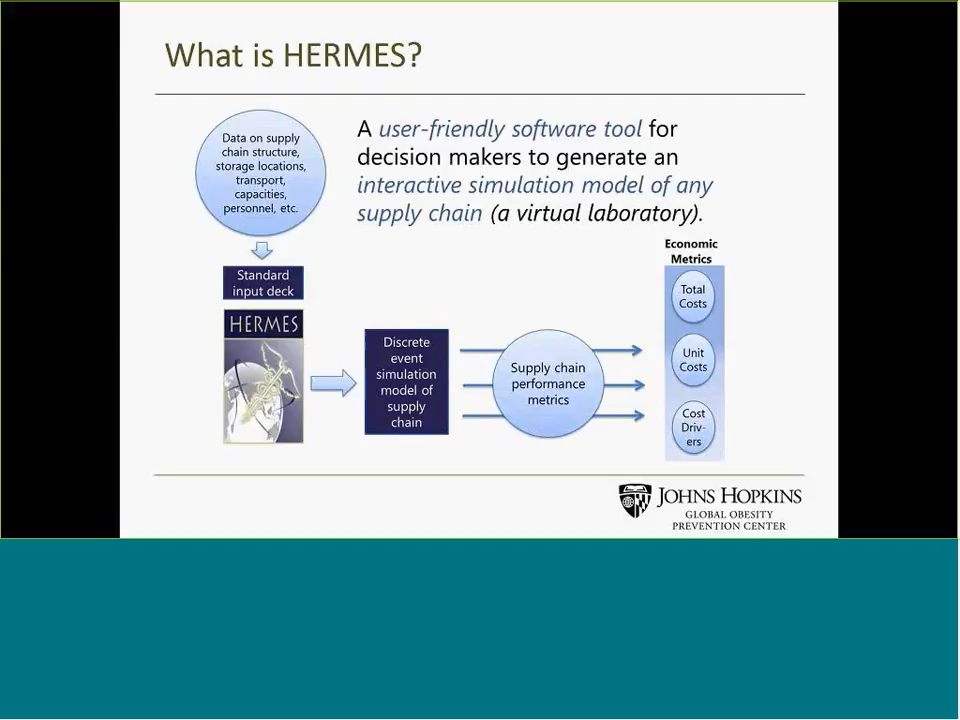 What is HERMES?
Data on supply
chain structure,
storage locations,
transport,
capacities,
personnel, etc.
A user-friendly software tool for
decision makers to generate an
interactive simulation model of any
supply chain (a virtual laboratory).
Standard
input deck
HERMES
Discrete
event
simulation
model of
supply
chain
Supply chain
performance
metrics
Economic
Metrics
Total
Costs
Unit
Costs
Cost
Driv-
ers
JOHNS HOPKINS
GLOBAL OBESITY
PREVENTION CENTER